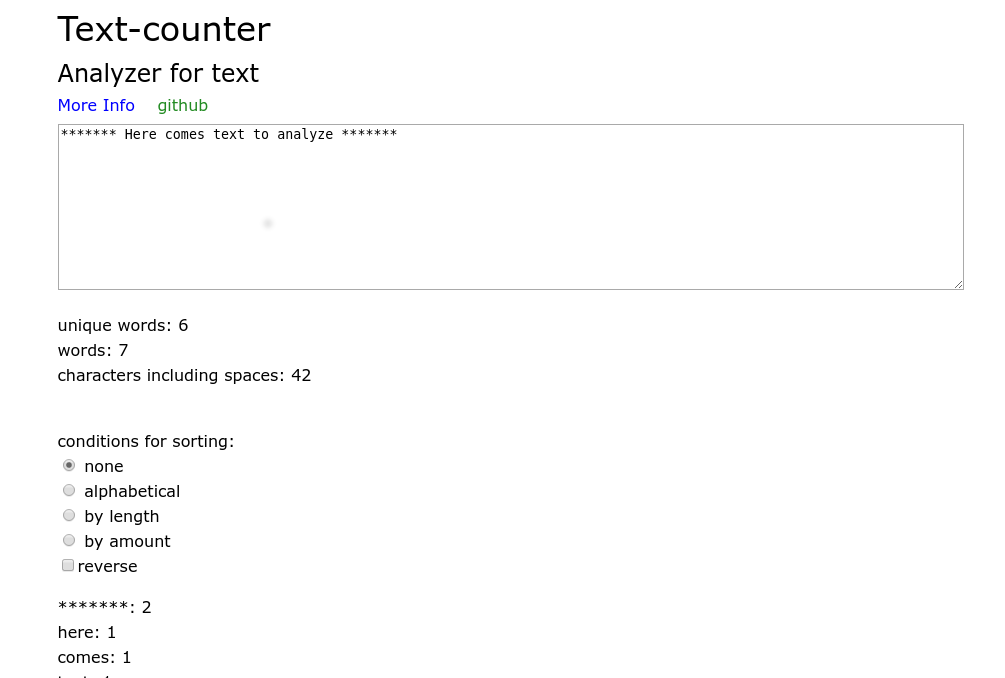 Text-counter
Analyzer for text
More Info github
******* Here comes text to analyze *******
unique words: 6
words: 7
characters including spaces: 42
conditions for sorting:
none
alphabetical
by length
by amount
reverse
*******: 2
here: 1
comes: 1